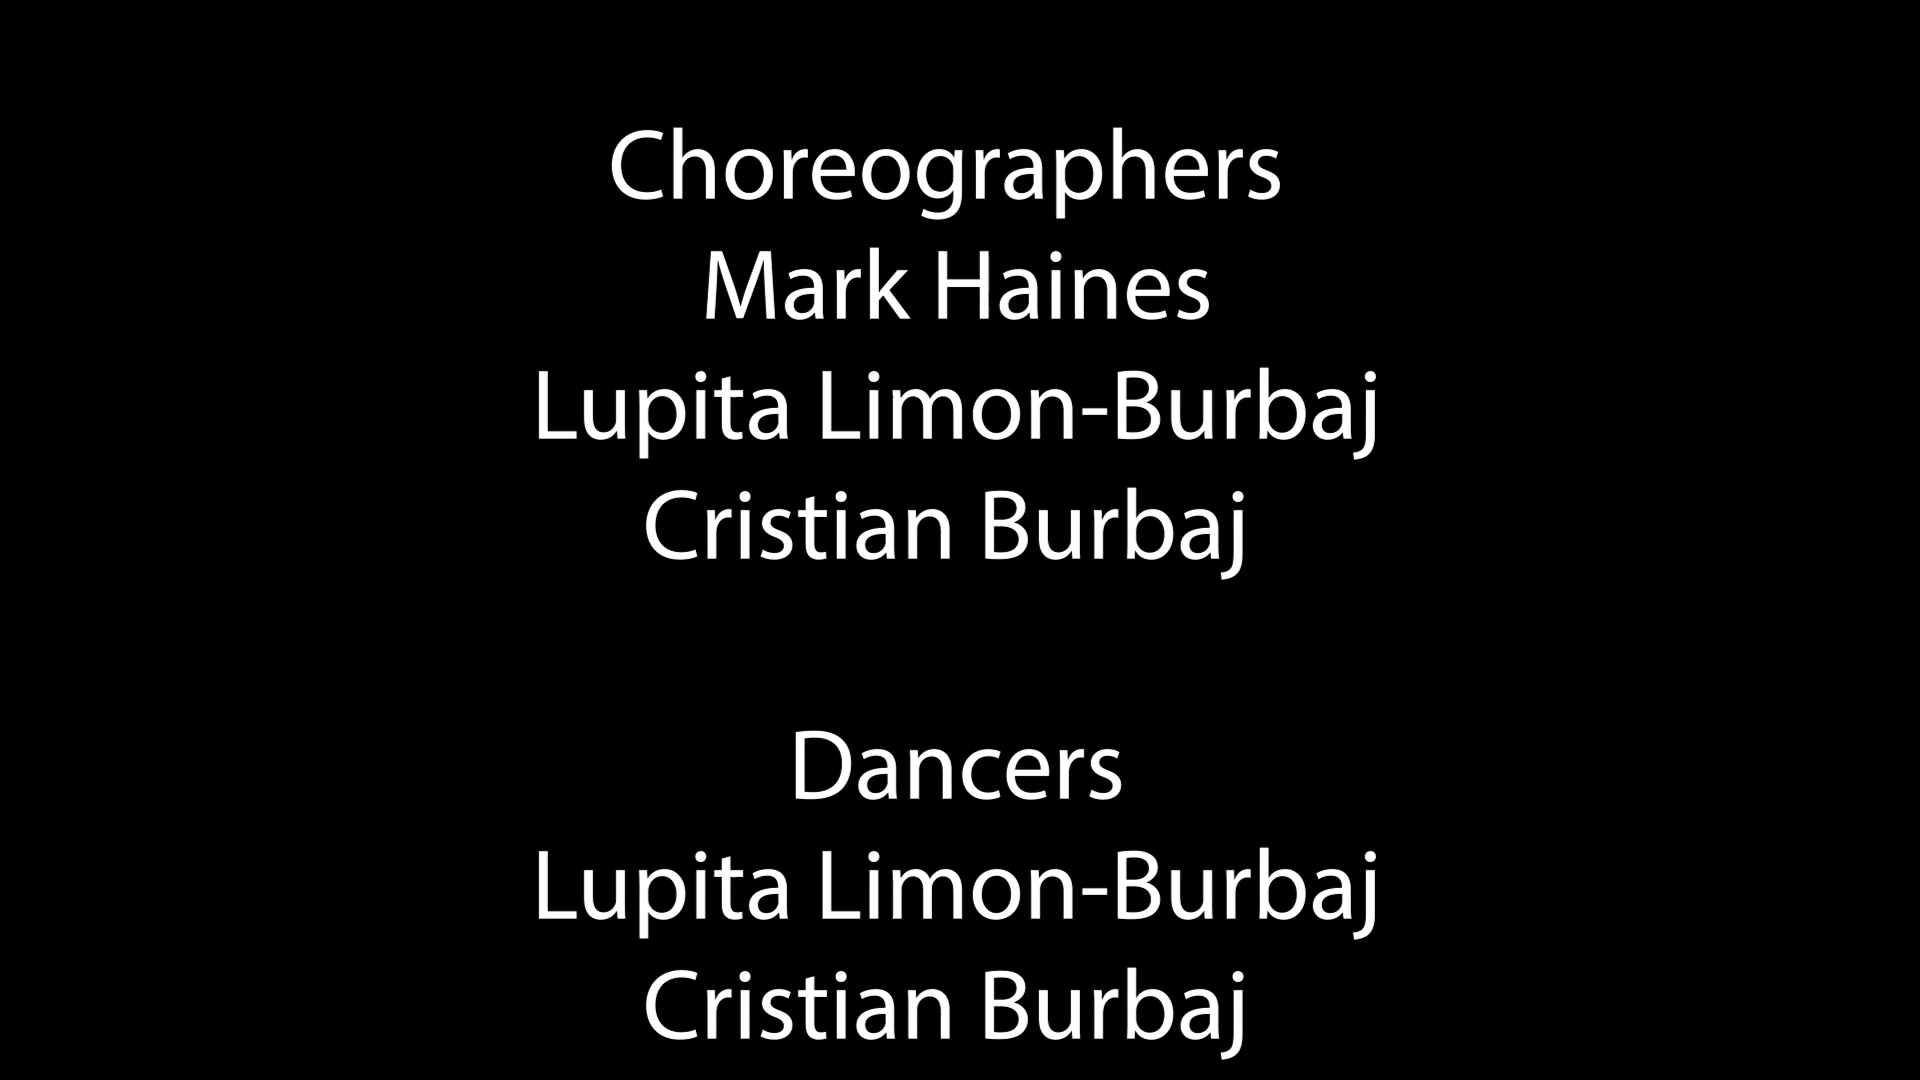 Choreographers
Mark Haines
Lupita Limon-Burbaj
Cristian Burbaj
Dancers
Lupita Limon-Burbaj
Cristian Burbaj